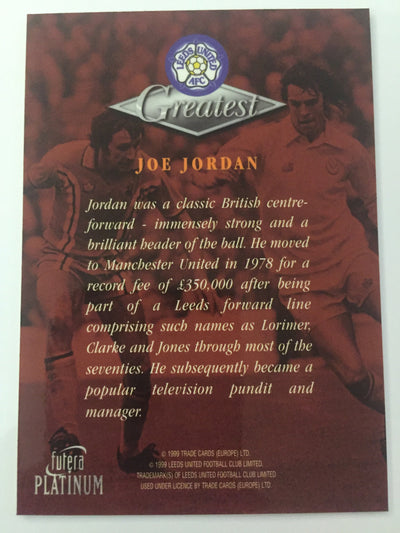 LEEDS UNITED
AFC
Greatest
JOE JORDAN
Jordan was a classic British centre-
forward - immensely strong and a
brilliant header of the ball. He moved
to Manchester United in 1978 for a
record fee of £350,000 after being
part of a Leeds forward line
comprising such names as Lorimer,
Clarke and Jones through most of the
seventies. He subsequently became a
popular television pundit and
manager.
© 1999 TRADE CARDS (EUROPE) LTD.
© 1999 LEEDS UNITED FOOTBALL CLUB LIMITED.
TRADEMARK(S) OF LEEDS UNITED FOOTBALL CLUB LIMITED
USED UNDER LICENCE BY TRADE CARDS (EUROPE) LTD.
futera
PLATINUM